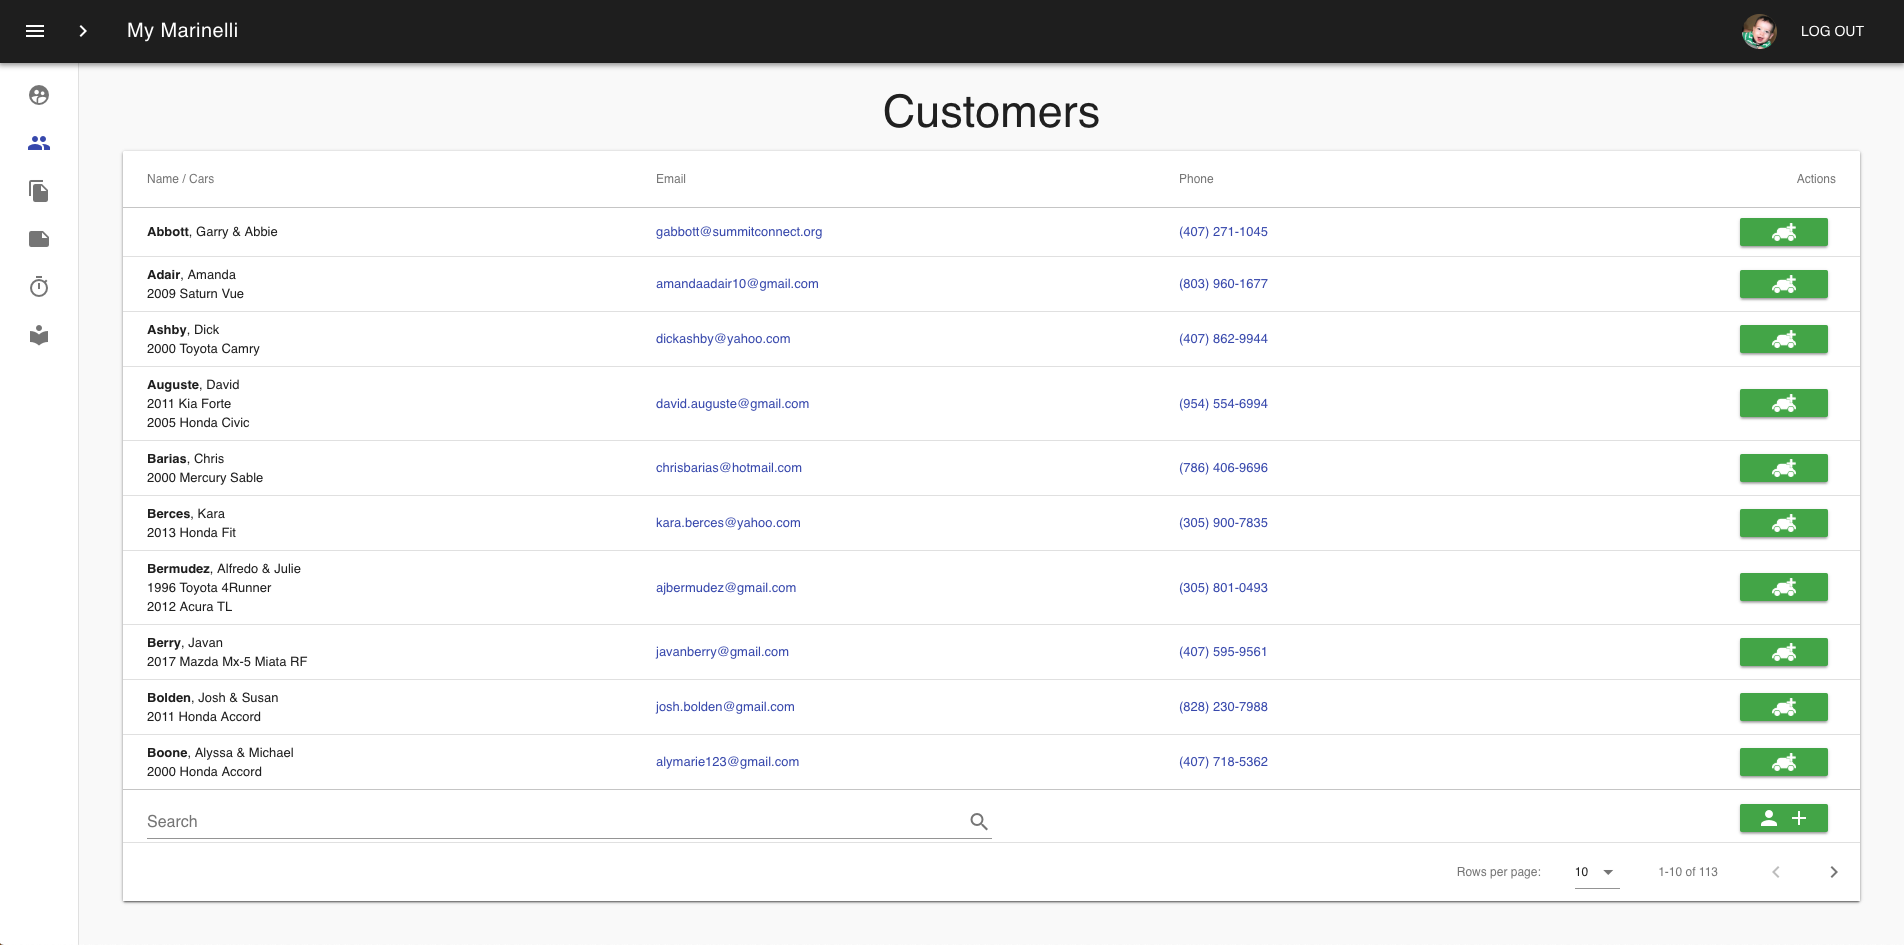 My Marinelli
LOG OUT
Customers
Name / Cars Email Phone Actions
Abbott, Garry & Abbie gabbott@summitconnect.org (407) 271-1045
Adair, Amanda
2009 Saturn Vue
amandaadair10@gmail.com (803) 960-1677
Ashby, Dick
2000 Toyota Camry
dickashby@yahoo.com (407) 862-9944
Auguste, David
2011 Kia Forte
2005 Honda Civic
david.auguste@gmail.com (954) 554-6994
Barias, Chris
2000 Mercury Sable
chrisbarias@hotmail.com (786) 406-9696
Berces, Kara
2013 Honda Fit
kara.berces@yahoo.com (305) 900-7835
Bermudez, Alfredo & Julie
1996 Toyota 4Runner
2012 Acura TL
ajbermudez@gmail.com (305) 801-0493
Berry, Javan
2017 Mazda Mx-5 Miata RF
javanberry@gmail.com (407) 595-9561
Bolden, Josh & Susan
2011 Honda Accord
josh.bolden@gmail.com (828) 230-7988
Boone, Alyssa & Michael
2000 Honda Accord
alymarie123@gmail.com (407) 718-5362
Search
Rows per page: 10 1-10 of 113